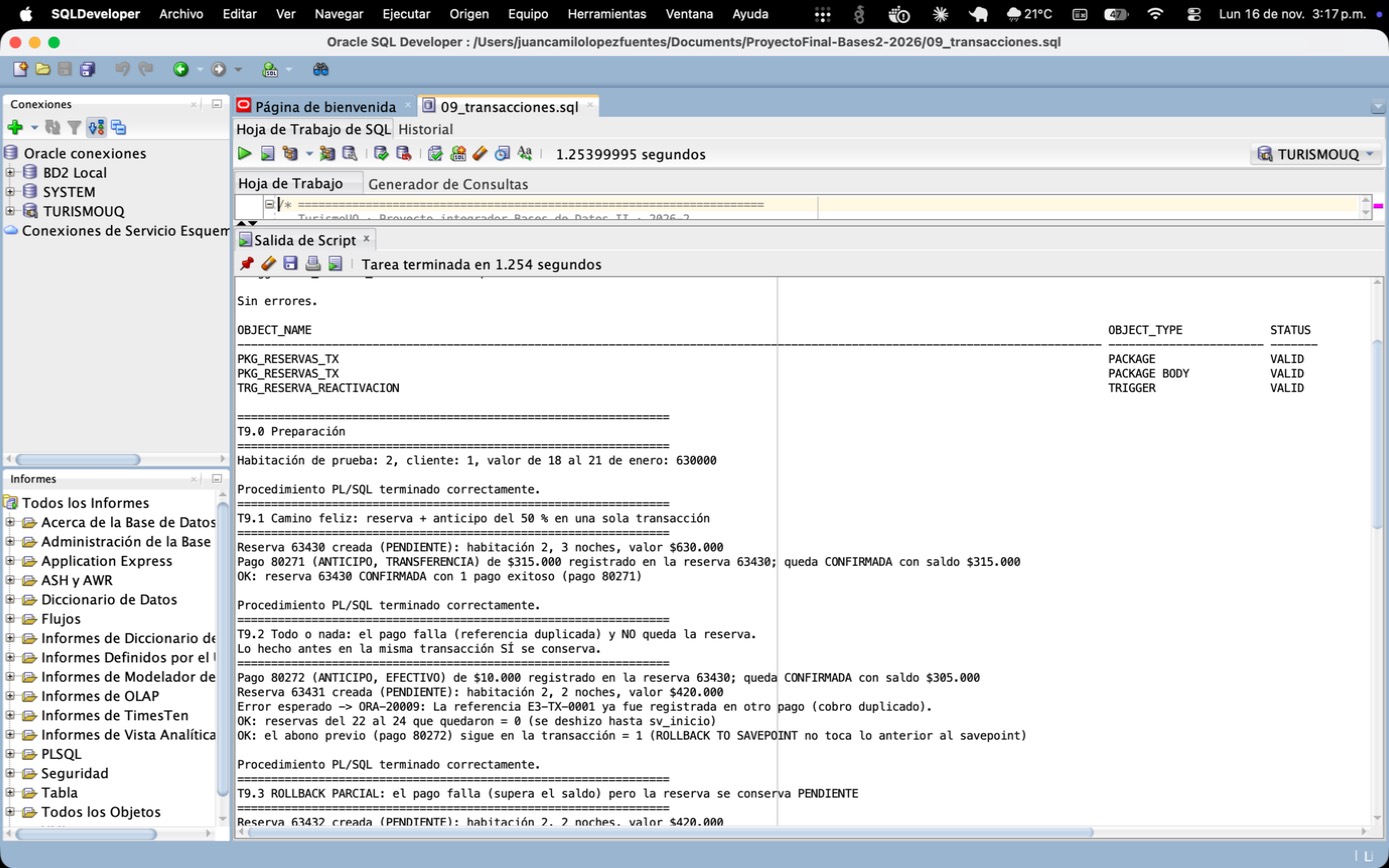 SQLDeveloper Archivo Editar Ver Navegar Ejecutar Origen Equipo Herramientas Ventana Ayuda 21°C 47 Lun 16 de nov. 3:17 p.m.
Oracle SQL Developer : /Users/juancamilolopezfuentes/Documents/ProyectoFinal-Bases2-2026/09_transacciones.sql
Conexiones
Oracle conexiones
BD2 Local
SYSTEM
TURISMOUQ
Conexiones de Servicio Esquem
Informes
Todos los Informes
Acerca de la Base de Datos
Administración de la Base
Application Express
ASH y AWR
Diccionario de Datos
Flujos
Informes de Diccionario de
Informes Definidos por el
Informes de Modelador de
Informes de OLAP
Informes de TimesTen
Informes de Vista Analítica
PLSQL
Seguridad
Tabla
Todos los Objetos
Página de bienvenida
09_transacciones.sql
Hoja de Trabajo de SQL Historial
1.25399995 segundos
TURISMOUQ
Hoja de Trabajo Generador de Consultas
/* ======================================================================
TurismoUQ · Proyecto integrador Bases de Datos II · 2026-2
Salida de Script
Tarea terminada en 1.254 segundos
Sin errores.
OBJECT_NAME OBJECT_TYPE STATUS
PKG_RESERVAS_TX PACKAGE VALID
PKG_RESERVAS_TX PACKAGE BODY VALID
TRG_RESERVA_REACTIVACION TRIGGER VALID
================================================================
T9.0 Preparación
================================================================
Habitación de prueba: 2, cliente: 1, valor de 18 al 21 de enero: 630000
Procedimiento PL/SQL terminado correctamente.
================================================================
T9.1 Camino feliz: reserva + anticipo del 50 % en una sola transacción
================================================================
Reserva 63430 creada (PENDIENTE): habitación 2, 3 noches, valor $630.000
Pago 80271 (ANTICIPO, TRANSFERENCIA) de $315.000 registrado en la reserva 63430; queda CONFIRMADA con saldo $315.000
OK: reserva 63430 CONFIRMADA con 1 pago exitoso (pago 80271)
Procedimiento PL/SQL terminado correctamente.
================================================================
T9.2 Todo o nada: el pago falla (referencia duplicada) y NO queda la reserva.
Lo hecho antes en la misma transacción SÍ se conserva.
================================================================
Pago 80272 (ANTICIPO, EFECTIVO) de $10.000 registrado en la reserva 63430; queda CONFIRMADA con saldo $305.000
Reserva 63431 creada (PENDIENTE): habitación 2, 2 noches, valor $420.000
Error esperado -> ORA-20009: La referencia E3-TX-0001 ya fue registrada en otro pago (cobro duplicado).
OK: reservas del 22 al 24 que quedaron = 0 (se deshizo hasta sv_inicio)
OK: el abono previo (pago 80272) sigue en la transacción = 1 (ROLLBACK TO SAVEPOINT no toca lo anterior al savepoint)
Procedimiento PL/SQL terminado correctamente.
================================================================
T9.3 ROLLBACK PARCIAL: el pago falla (supera el saldo) pero la reserva se conserva PENDIENTE
================================================================
Reserva 63432 creada (PENDIENTE): habitación 2, 2 noches, valor $420.000